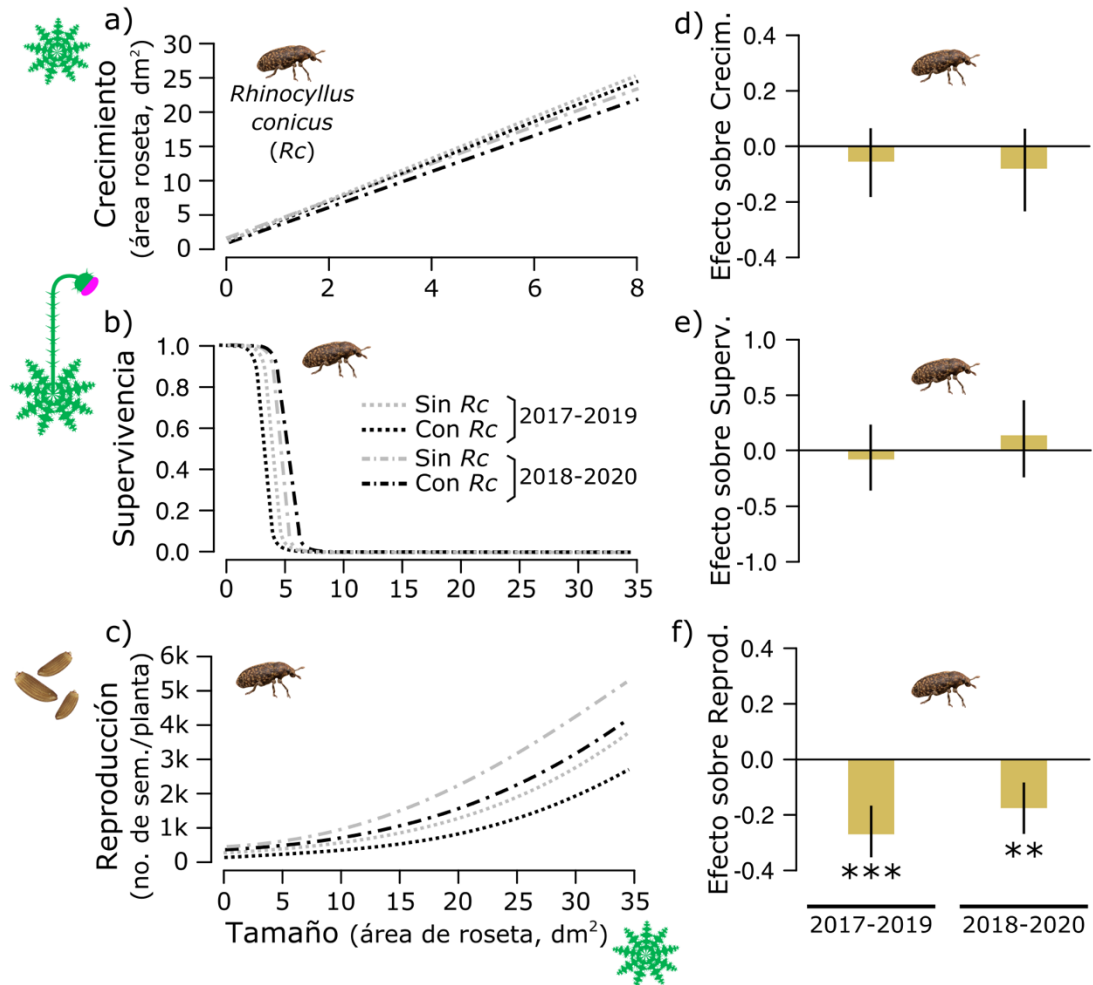 a)
Crecimiento
(área roseta, dm²)
30
25
20
15
10
5
0
Rhinocyllus
conicus
(Rc)
0 2 4 6 8
d)
Efecto sobre Crecim.
0.4
0.2
0.0
-0.2
0.4
b)
Supervivencia
1.0
0.8
0.6
0.4
0.2
0.0
Sin Rc
Con Rc
2017-2019
Sin Rc
Con Rc
2018-2020
0 5 10 15 20 25 30 35
e)
Efecto sobre Superv.
1.0
0.5
0.0
-0.5
-1.0
c)
Reproducción
(no. de sem./planta)
6k
5k
4k
3k
2k
1k
0
0 5 10 15 20 25 30 35
Tamaño (área de roseta, dm²)
f)
Efecto sobre Reprod.
0.4
0.2
0.0
-0.2
-0.4
*** **
2017-2019 2018-2020